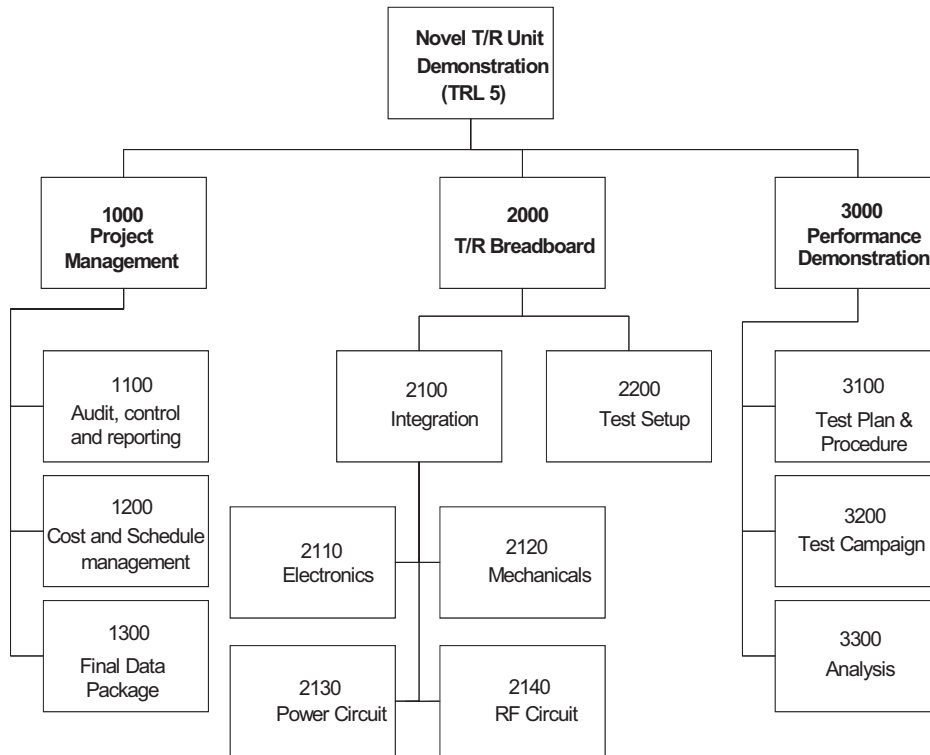 Novel T/R Unit
Demonstration
(TRL 5)
1000
Project
Management
2000
T/R Breadboard
3000
Performance
Demonstration
1100
Audit, control
and reporting
2100
Integration
2200
Test Setup
3100
Test Plan &
Procedure
1200
Cost and Schedule
management
2110
Electronics
2120
Mechanicals
3200
Test Campaign
1300
Final Data
Package
2130
Power Circuit
2140
RF Circuit
3300
Analysis